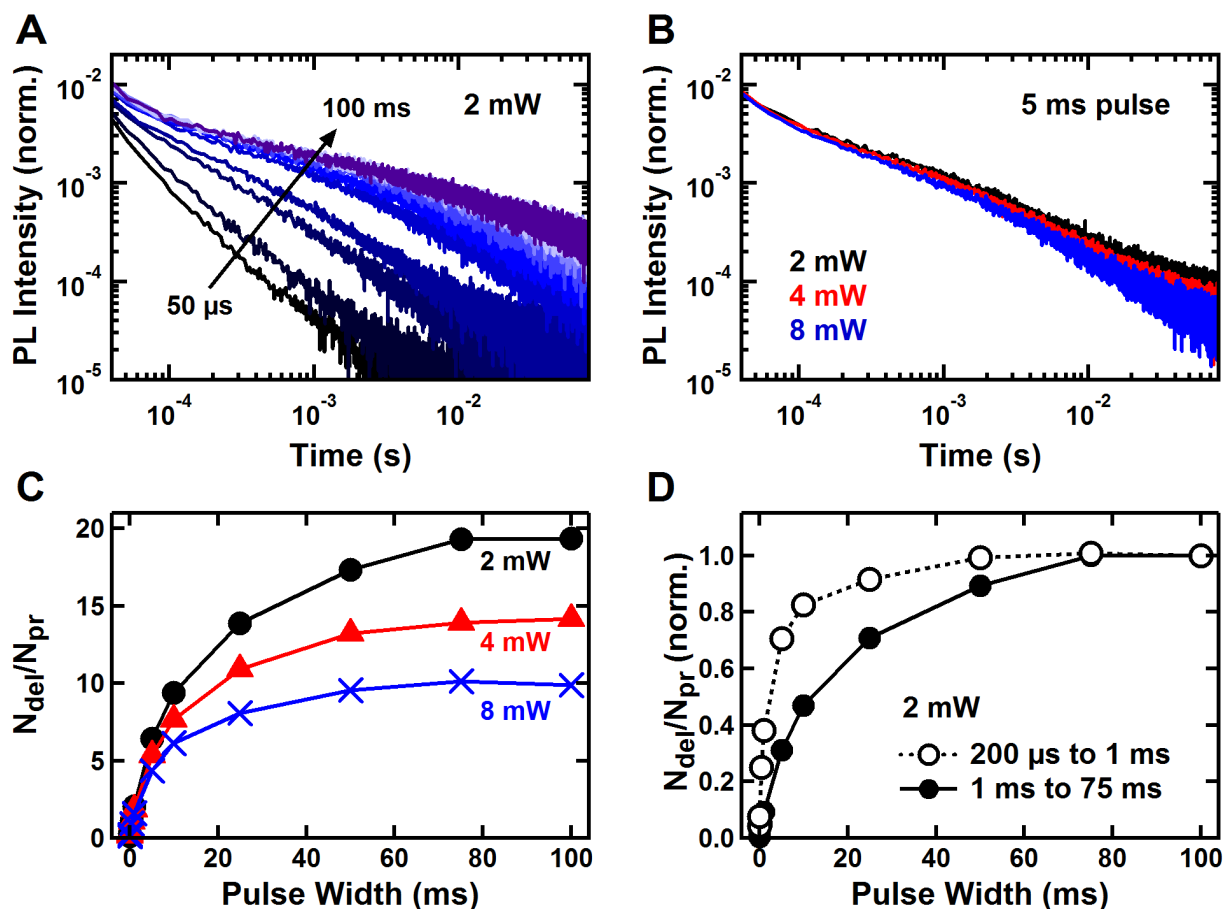 A
PL Intensity (norm.)
10⁻²
10⁻³
10⁻⁴
10⁻⁵
100 ms
2 mW
50 µs
10⁻⁴
10⁻³
10⁻²
Time (s)
B
PL Intensity (norm.)
10⁻²
10⁻³
10⁻⁴
10⁻⁵
5 ms pulse
2 mW
4 mW
8 mW
10⁻⁴
10⁻³
10⁻²
Time (s)
C
N_del/N_pr
20
15
10
5
0
2 mW
4 mW
8 mW
0
20
40
60
80
100
Pulse Width (ms)
D
N_del/N_pr (norm.)
1.0
0.8
0.6
0.4
0.2
0.0
2 mW
200 µs to 1 ms
1 ms to 75 ms
0
20
40
60
80
100
Pulse Width (ms)